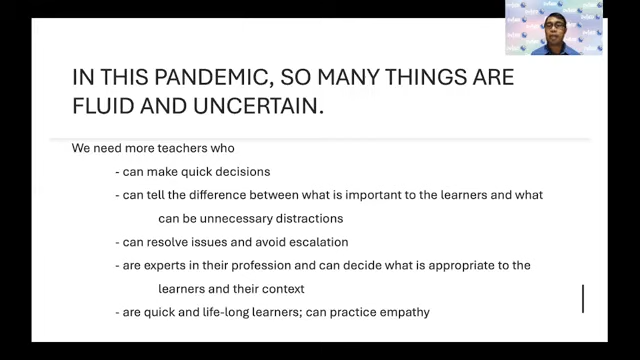 IN THIS PANDEMIC, SO MANY THINGS ARE
FLUID AND UNCERTAIN.
We need more teachers who
- can make quick decisions
- can tell the difference between what is important to the learners and what
can be unnecessary distractions
- can resolve issues and avoid escalation
- are experts in their profession and can decide what is appropriate to the
learners and their context
- are quick and life-long learners; can practice empathy